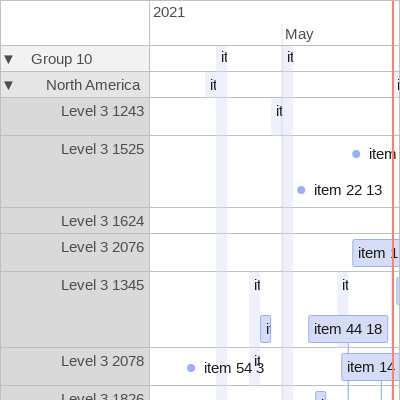 2021
May
▼ Group 10
it it
▼ North America
it
Level 3 1243
it
Level 3 1525
item
item 22 13
Level 3 1624
Level 3 2076
item 1
Level 3 1345
it it
item 44 18
Level 3 2078
it
item 54 3
item 14
Level 3 1826